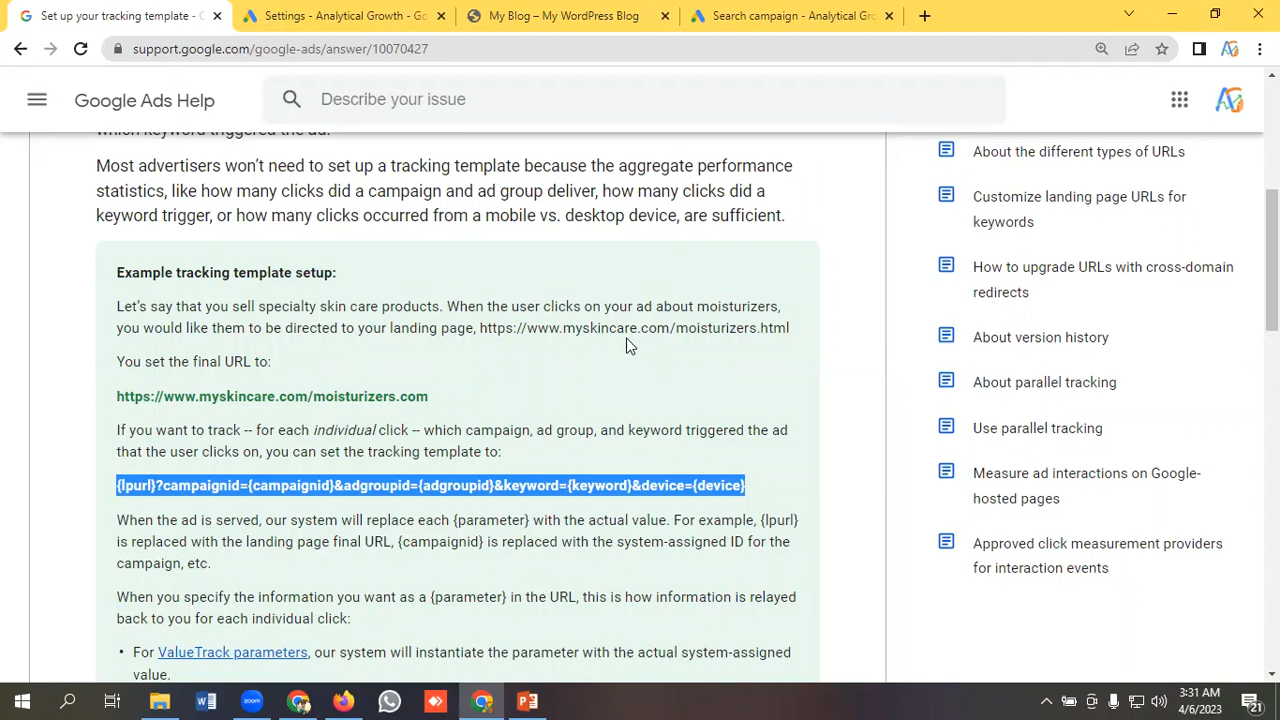 Set up your tracking template - G
Settings - Analytical Growth - Go
My Blog – My WordPress Blog
Search campaign - Analytical Gro
support.google.com/google-ads/answer/10070427
Google Ads Help
Describe your issue
which keyword triggered the ad.
Most advertisers won't need to set up a tracking template because the aggregate performance
statistics, like how many clicks did a campaign and ad group deliver, how many clicks did a
keyword trigger, or how many clicks occurred from a mobile vs. desktop device, are sufficient.
Example tracking template setup:
Let's say that you sell specialty skin care products. When the user clicks on your ad about moisturizers,
you would like them to be directed to your landing page, https://www.myskincare.com/moisturizers.html
You set the final URL to:
https://www.myskincare.com/moisturizers.com
If you want to track -- for each individual click -- which campaign, ad group, and keyword triggered the ad
that the user clicks on, you can set the tracking template to:
{lpurl}?campaignid={campaignid}&adgroupid={adgroupid}&keyword={keyword}&device={device}
When the ad is served, our system will replace each {parameter} with the actual value. For example, {lpurl}
is replaced with the landing page final URL, {campaignid} is replaced with the system-assigned ID for the
campaign, etc.
When you specify the information you want as a {parameter} in the URL, this is how information is relayed
back to you for each individual click:
• For ValueTrack parameters, our system will instantiate the parameter with the actual system-assigned
value.
About the different types of URLs
Customize landing page URLs for
keywords
How to upgrade URLs with cross-domain
redirects
About version history
About parallel tracking
Use parallel tracking
Measure ad interactions on Google-
hosted pages
Approved click measurement providers
for interaction events
zoom
3:31 AM
4/6/2023
21